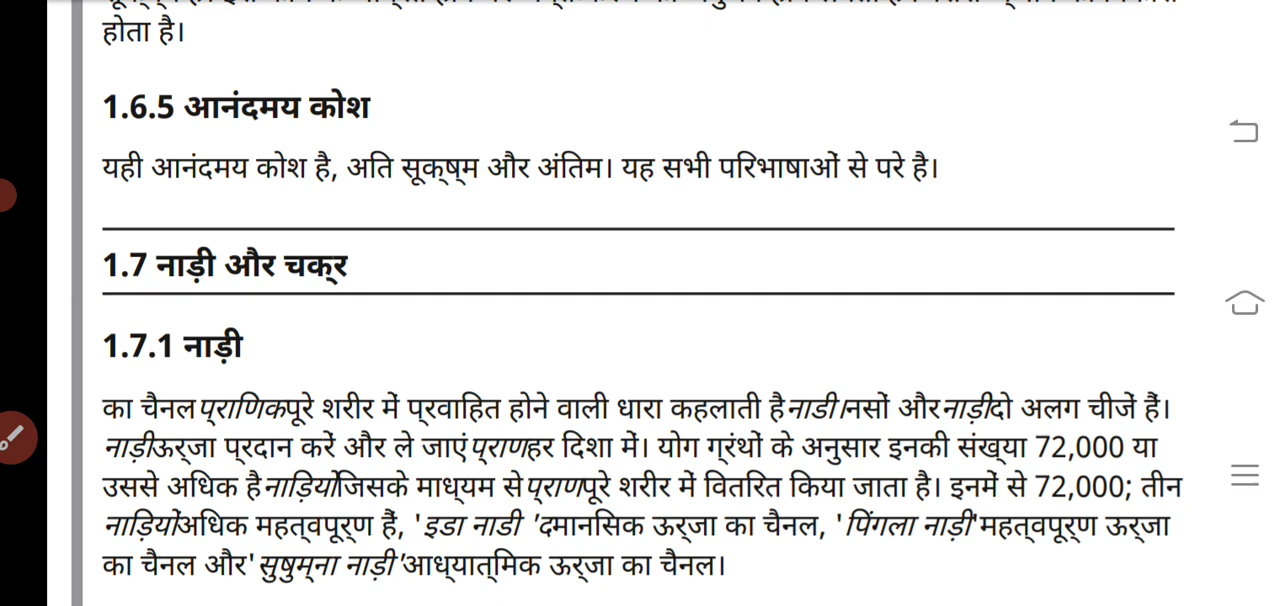 होता है।
1.6.5 आनंदमय कोश
यही आनंदमय कोश है, अति सूक्ष्म और अंतिम। यह सभी परिभाषाओं से परे है।
1.7 नाड़ी और चक्र
1.7.1 नाड़ी
का चैनलप्राणिकपूरे शरीर में प्रवाहित होने वाली धारा कहलाती हैनाडी।नसों औरनाड़ीदो अलग चीजें हैं।
नाड़ीऊर्जा प्रदान करें और ले जाएंप्राणहर दिशा में। योग ग्रंथों के अनुसार इनकी संख्या 72,000 या
उससे अधिक हैनाड़ियोंजिसके माध्यम सेप्राणपूरे शरीर में वितरित किया जाता है। इनमें से 72,000; तीन
नाड़ियोंअधिक महत्वपूर्ण हैं, 'इडा नाडी 'दमानसिक ऊर्जा का चैनल, 'पिंगला नाड़ी'महत्वपूर्ण ऊर्जा
का चैनल और'सुषुम्ना नाड़ी'आध्यात्मिक ऊर्जा का चैनल।